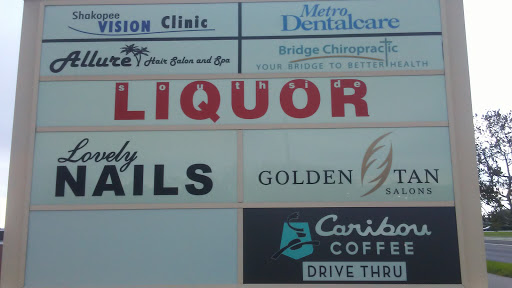 Shakopee
VISION Clinic
Metro
Dentalcare
Allure Hair Salon and Spa
Bridge Chiropractic
YOUR BRIDGE TO BETTER HEALTH
southside
LIQUOR
Lovely
NAILS
GOLDEN TAN
SALONS
Caribou
COFFEE
DRIVE THRU